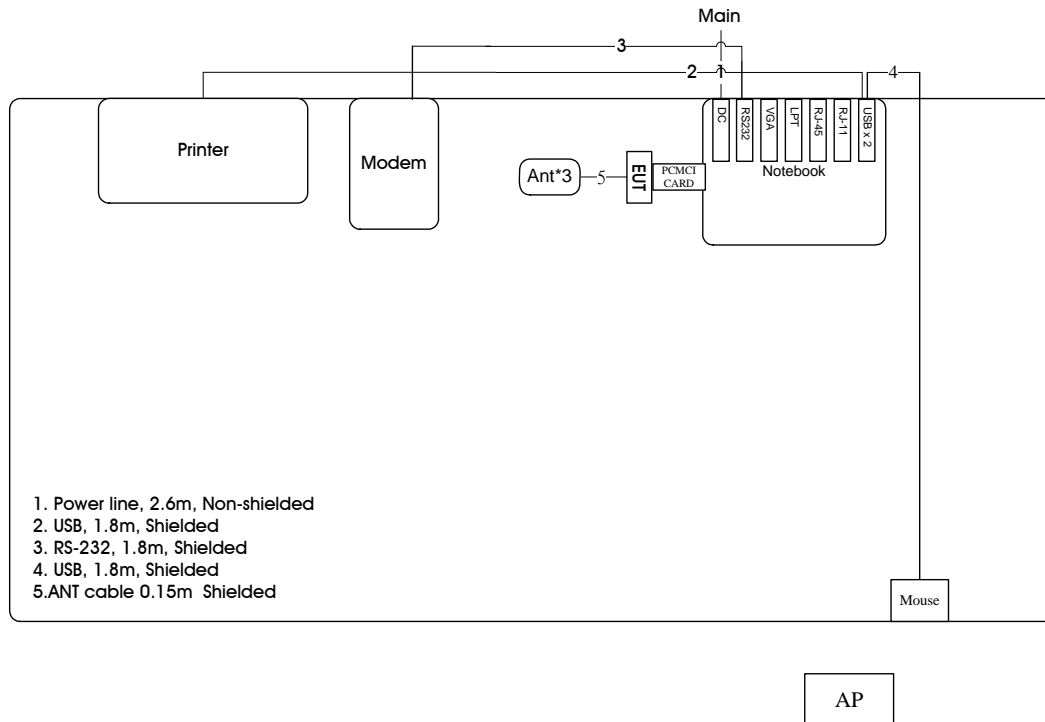 Main
3
2
1
4
Printer
Modem
DC
RS232
VGA
LPT
RJ-45
RJ-11
USB x 2
Notebook
Ant*3
5
EUT
PCMCI
CARD
1. Power line, 2.6m, Non-shielded
2. USB, 1.8m, Shielded
3. RS-232, 1.8m, Shielded
4. USB, 1.8m, Shielded
5.ANT cable 0.15m  Shielded
Mouse
AP